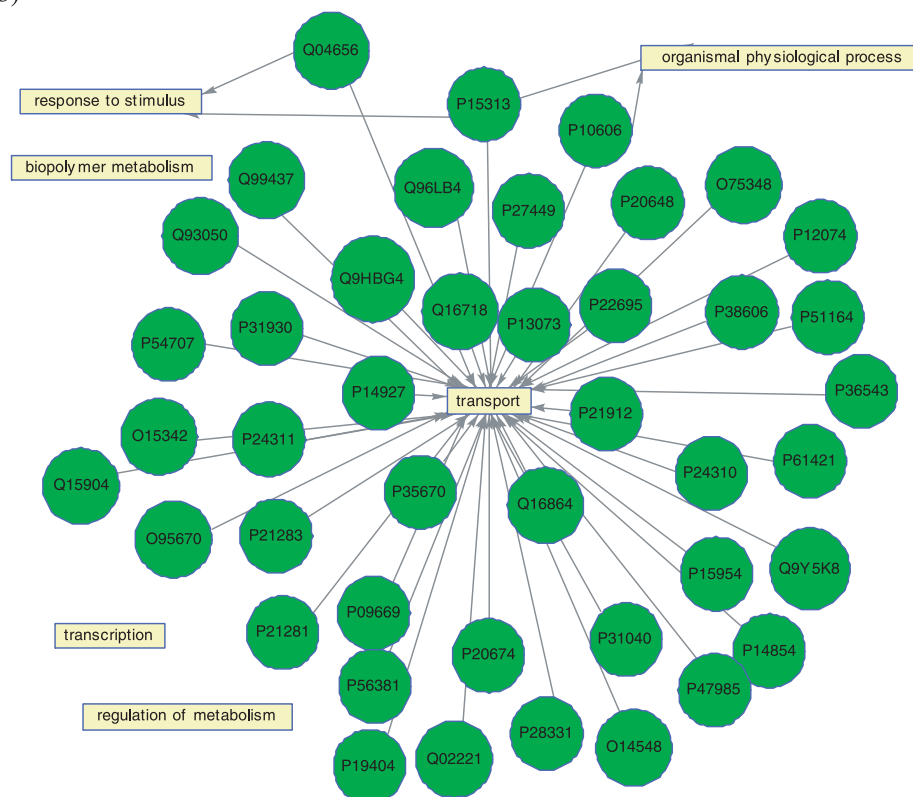 Q04656
organismal physiological process
response to stimulus
P15313
P10606
biopolymer metabolism
Q99437
Q96LB4
P27449
P20648
O75348
Q93050
P12074
Q9HBG4
Q16718
P13073
P22695
P38606
P51164
P54707
P31930
P14927
transport
P36543
P21912
O15342
P24311
Q15904
P35670
Q16864
P24310
P61421
O95670
P21283
P15954
Q9Y5K8
transcription
P21281
P09669
P20674
P31040
P14854
P56381
P47985
regulation of metabolism
P19404
Q02221
P28331
O14548